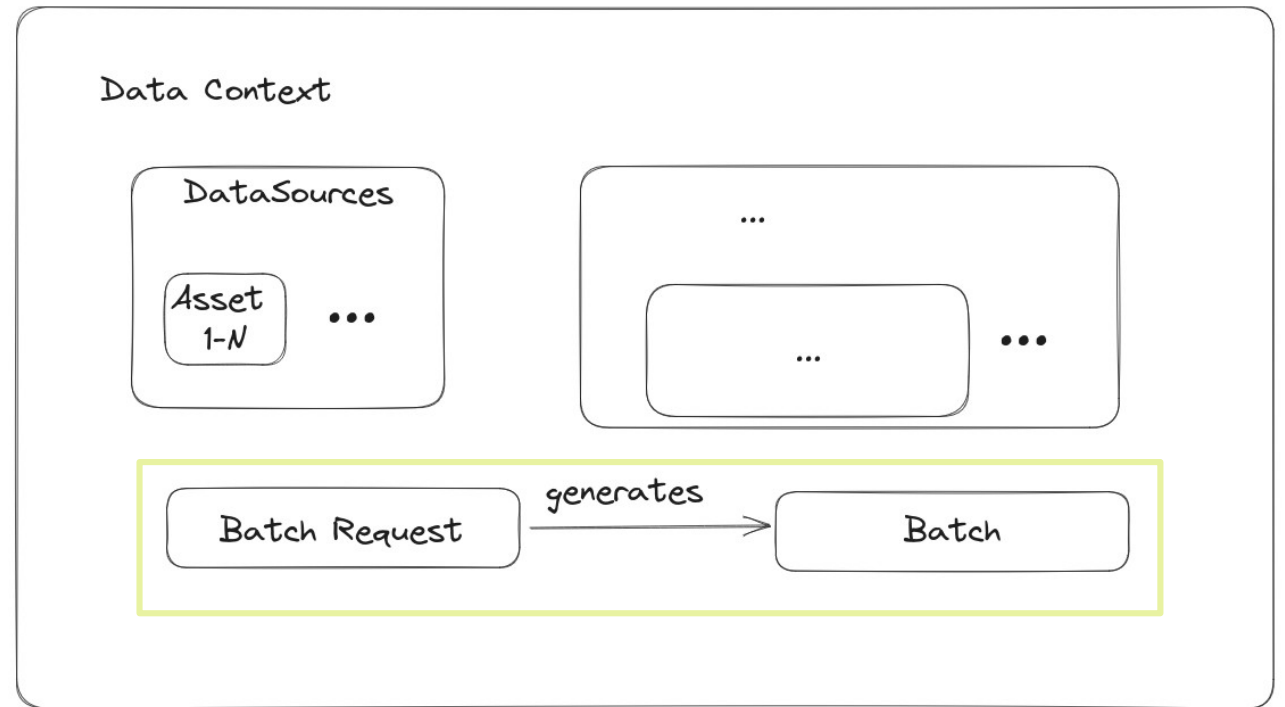 Data Context
DataSources
...
Asset
1-N
...
...
...
generates
Batch Request
Batch